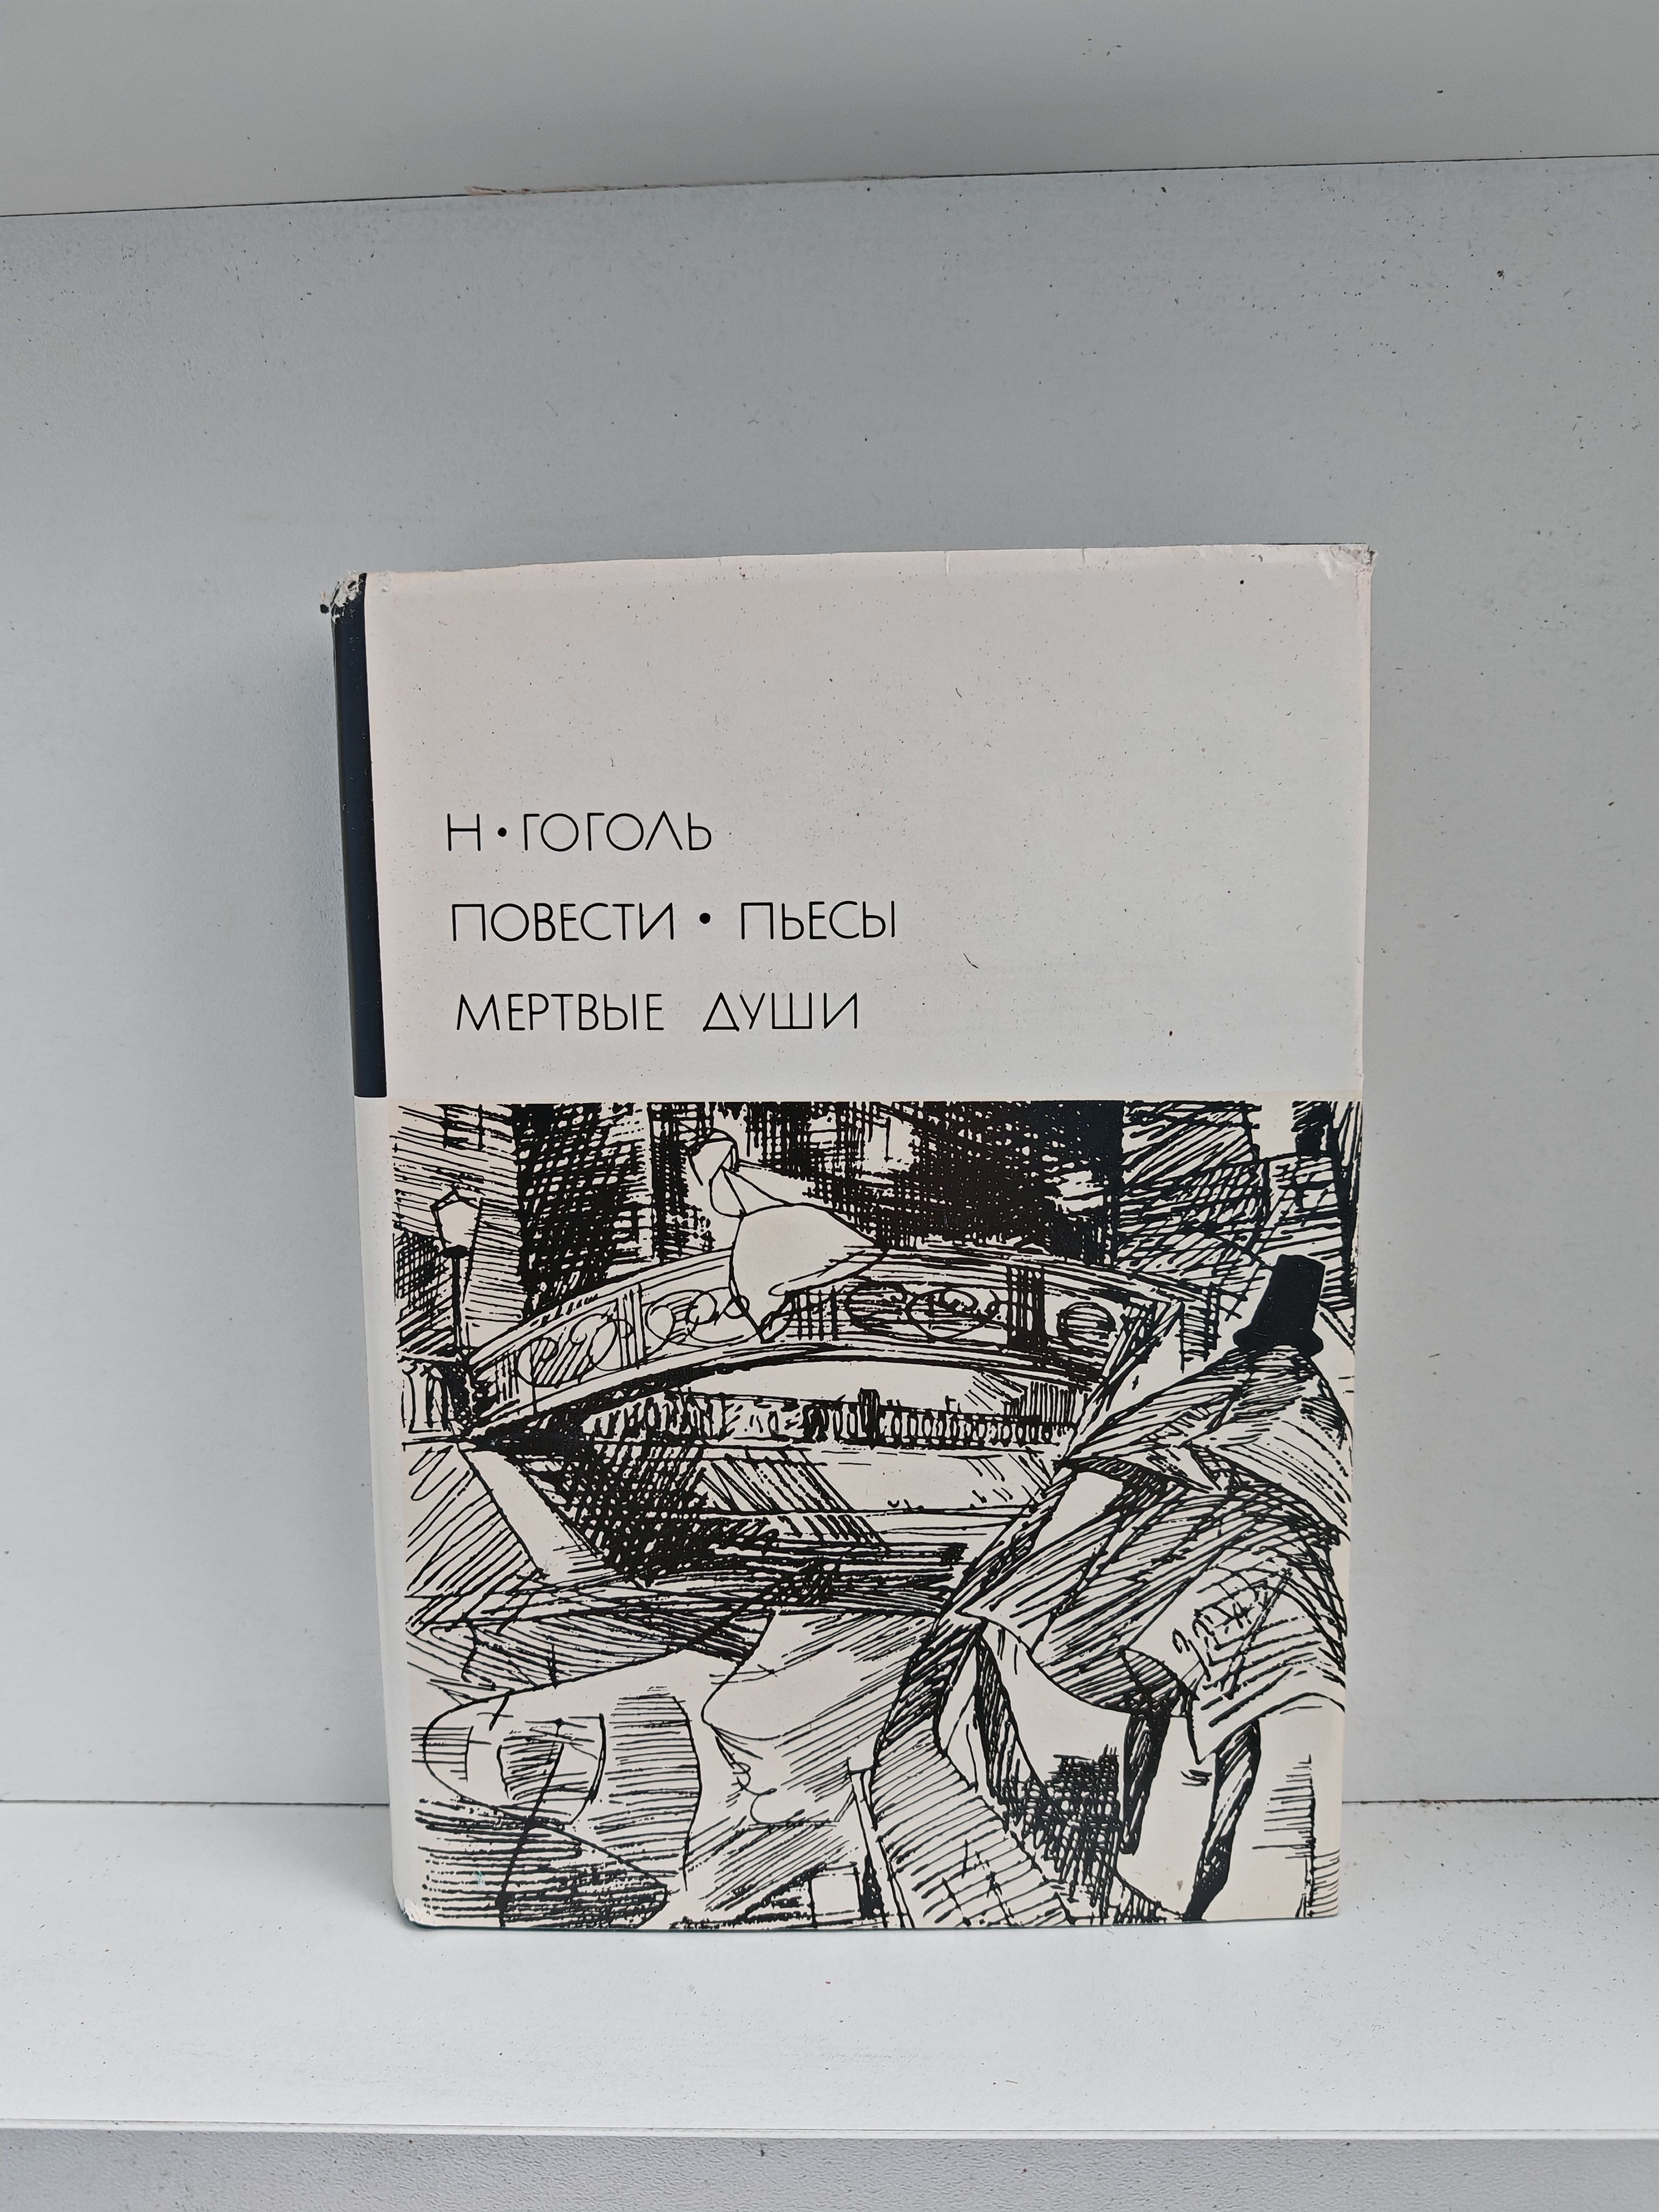 Н • ГОГОЛЬ
ПОВЕСТИ • ПЬЕСЫ
МЕРТВЫЕ ДУШИ